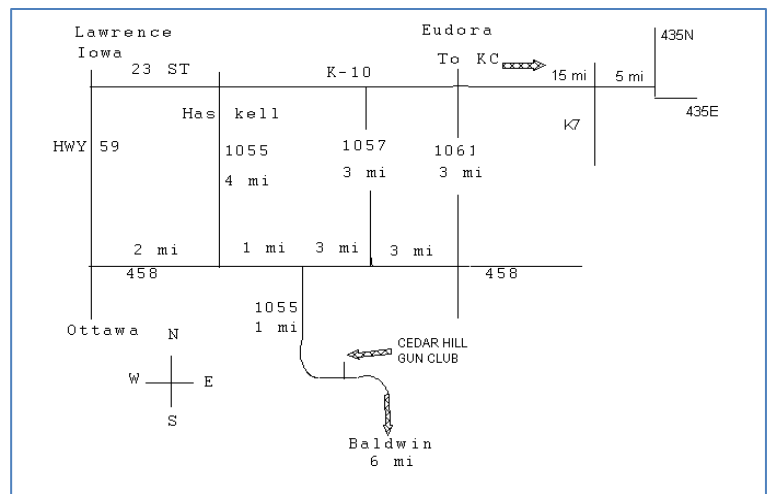 Lawrence
Iowa
23 ST
K-10
Eudora
To KC
15 mi
5 mi
435N
435E
K7
Has kell
HWY 59
1055
4 mi
1057
3 mi
1061
3 mi
2 mi
1 mi
3 mi
3 mi
458
458
1055
1 mi
Ottawa
N
W
E
S
CEDAR HILL
GUN CLUB
Baldwin
6 mi